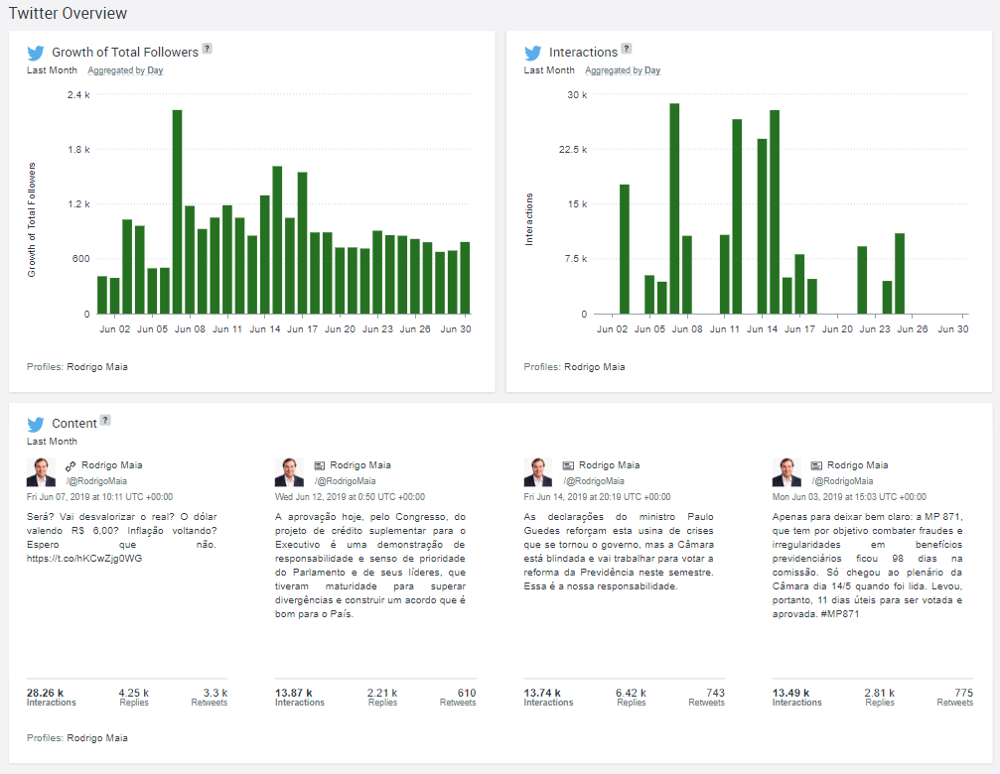 Twitter Overview
Growth of Total Followers ?
Last Month Aggregated by Day
2.4 k
1.8 k
1.2 k
600
0
Growth of Total Followers
Jun 02 Jun 05 Jun 08 Jun 11 Jun 14 Jun 17 Jun 20 Jun 23 Jun 26 Jun 30
Profiles: Rodrigo Maia
Interactions ?
Last Month Aggregated by Day
30 k
22.5 k
15 k
7.5 k
0
Interactions
Jun 02 Jun 05 Jun 08 Jun 11 Jun 14 Jun 17 Jun 20 Jun 23 Jun 26 Jun 30
Profiles: Rodrigo Maia
Content ?
Last Month
Rodrigo Maia
/@RodrigoMaia
Fri Jun 07, 2019 at 10:11 UTC +00:00
Será? Vai desvalorizar o real? O dólar
valendo R$ 6,00? Inflação voltando?
Espero que não.
https://t.co/hKCwZjg0WG
28.26 k 4.25 k 3.3 k
Interactions Replies Retweets
Rodrigo Maia
/@RodrigoMaia
Wed Jun 12, 2019 at 0:50 UTC +00:00
A aprovação hoje, pelo Congresso, do
projeto de crédito suplementar para o
Executivo é uma demonstração de
responsabilidade e senso de prioridade
do Parlamento e de seus líderes, que
tiveram maturidade para superar
divergências e construir um acordo que é
bom para o País.
13.87 k 2.21 k 610
Interactions Replies Retweets
Rodrigo Maia
/@RodrigoMaia
Fri Jun 14, 2019 at 20:19 UTC +00:00
As declarações do ministro Paulo
Guedes reforçam esta usina de crises
que se tornou o governo, mas a Câmara
está blindada e vai trabalhar para votar a
reforma da Previdência neste semestre.
Essa é a nossa responsabilidade.
13.74 k 6.42 k 743
Interactions Replies Retweets
Rodrigo Maia
/@RodrigoMaia
Mon Jun 03, 2019 at 15:03 UTC +00:00
Apenas para deixar bem claro: a MP 871,
que tem por objetivo combater fraudes e
irregularidades em benefícios
previdenciários ficou 98 dias na
comissão. Só chegou ao plenário da
Câmara dia 14/5 quando foi lida. Levou,
portanto, 11 dias úteis para ser votada e
aprovada. #MP871
13.49 k 2.81 k 775
Interactions Replies Retweets
Profiles: Rodrigo Maia